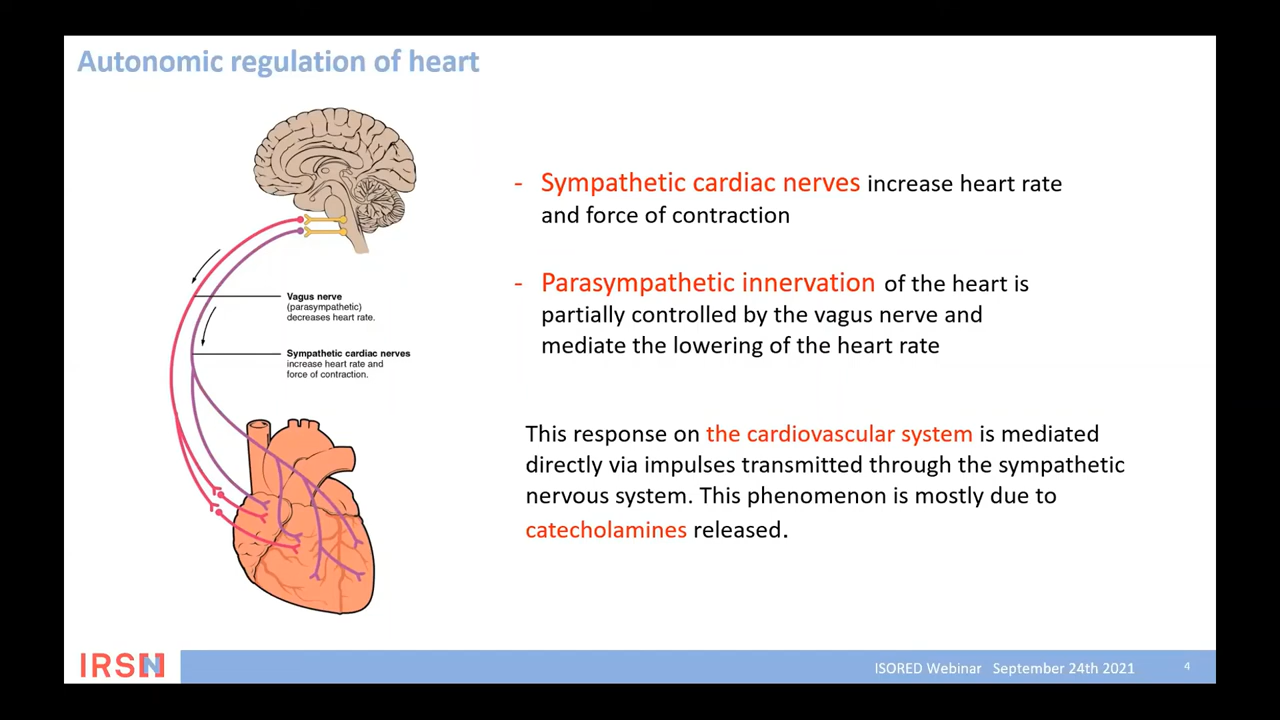 Autonomic regulation of heart
- Sympathetic cardiac nerves increase heart rate
and force of contraction
- Parasympathetic innervation of the heart is
partially controlled by the vagus nerve and
mediate the lowering of the heart rate
Vagus nerve
(parasympathetic)
decreases heart rate.
Sympathetic cardiac nerves
increase heart rate and
force of contraction.
This response on the cardiovascular system is mediated
directly via impulses transmitted through the sympathetic
nervous system. This phenomenon is mostly due to
catecholamines released.
IRSN
ISORED Webinar September 24th 2021
4